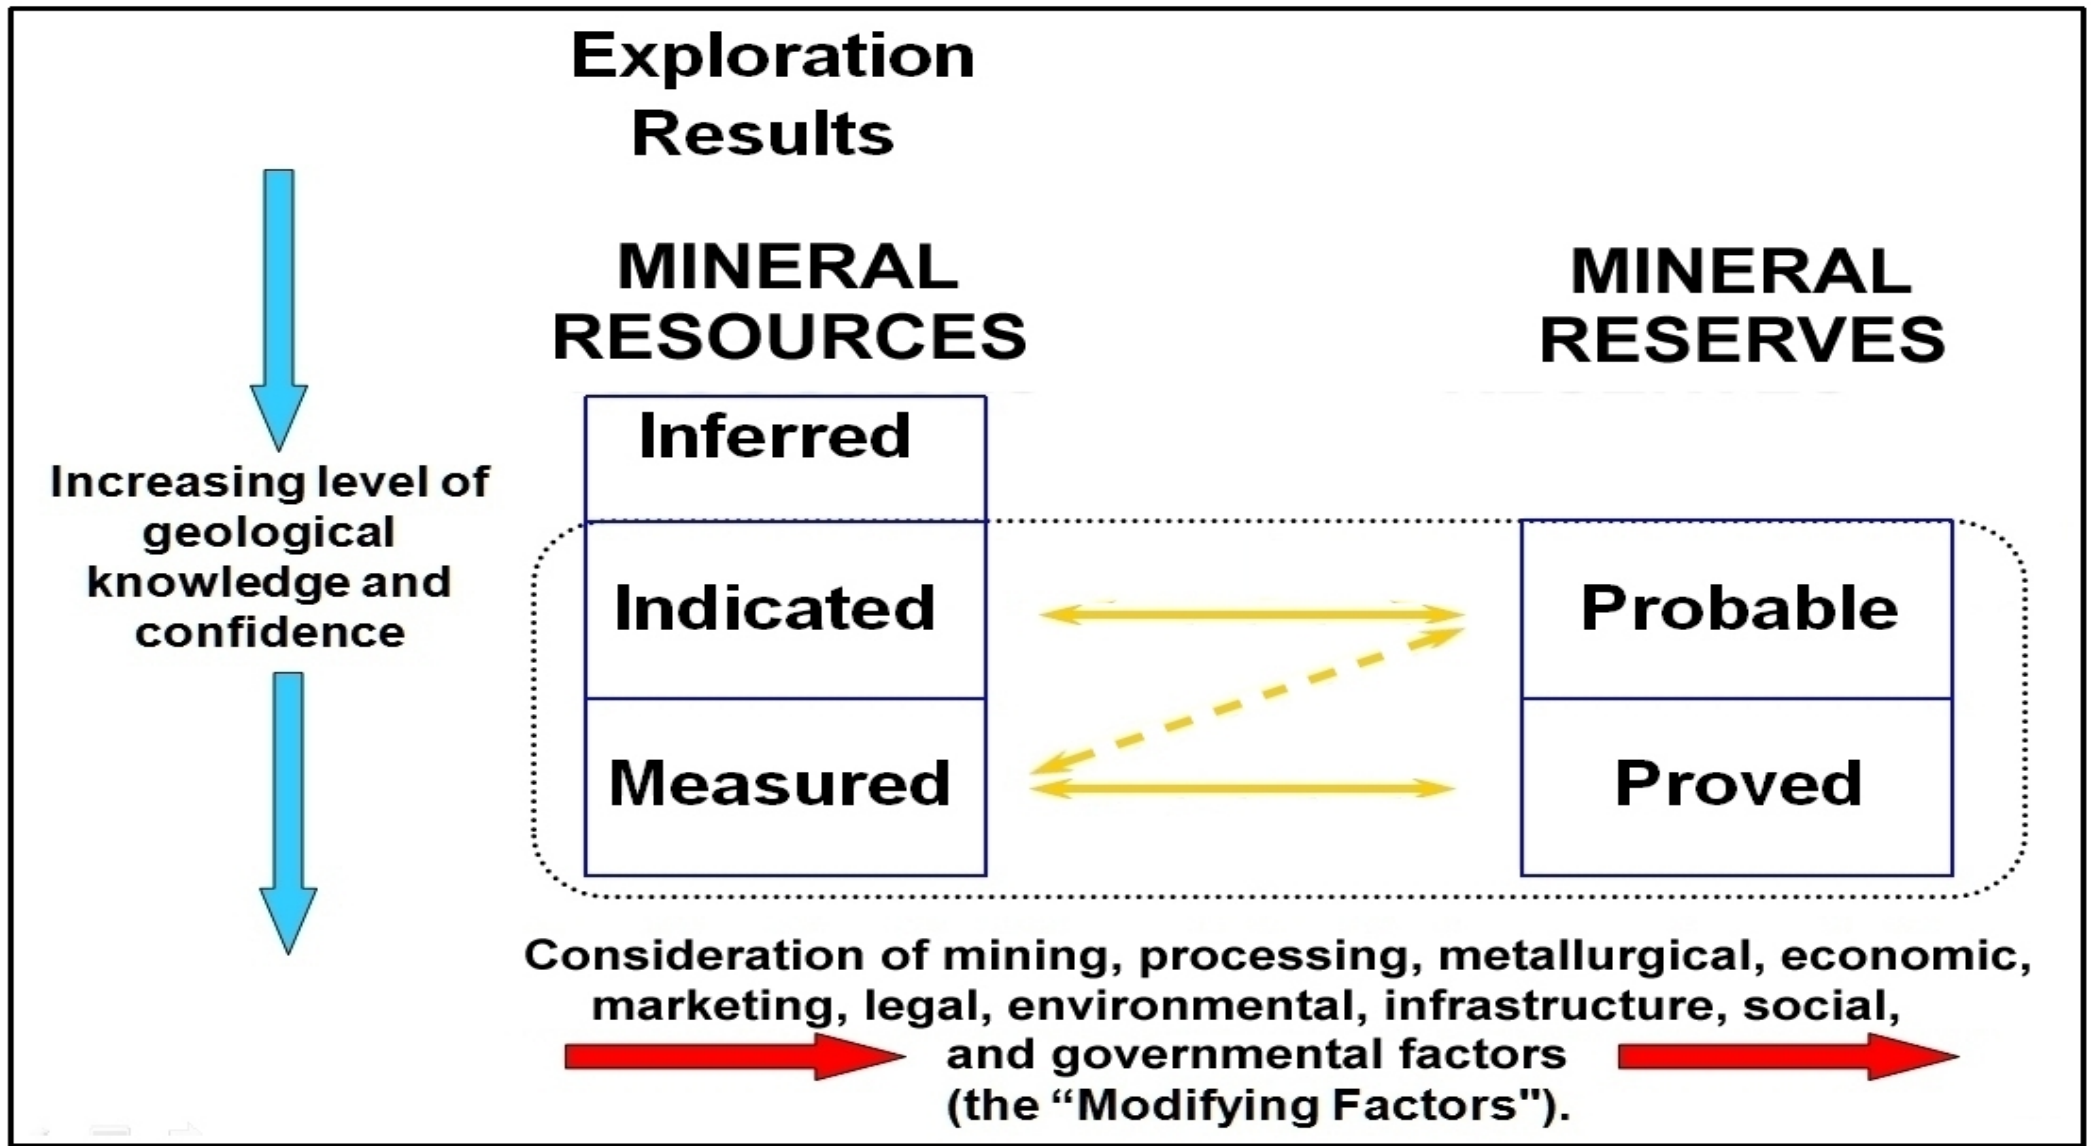 Exploration
Results
MINERAL
RESOURCES
MINERAL
RESERVES
Inferred
Increasing level of
geological
knowledge and
confidence
Indicated
Probable
Measured
Proved
Consideration of mining, processing, metallurgical, economic,
marketing, legal, environmental, infrastructure, social,
and governmental factors
(the “Modifying Factors").